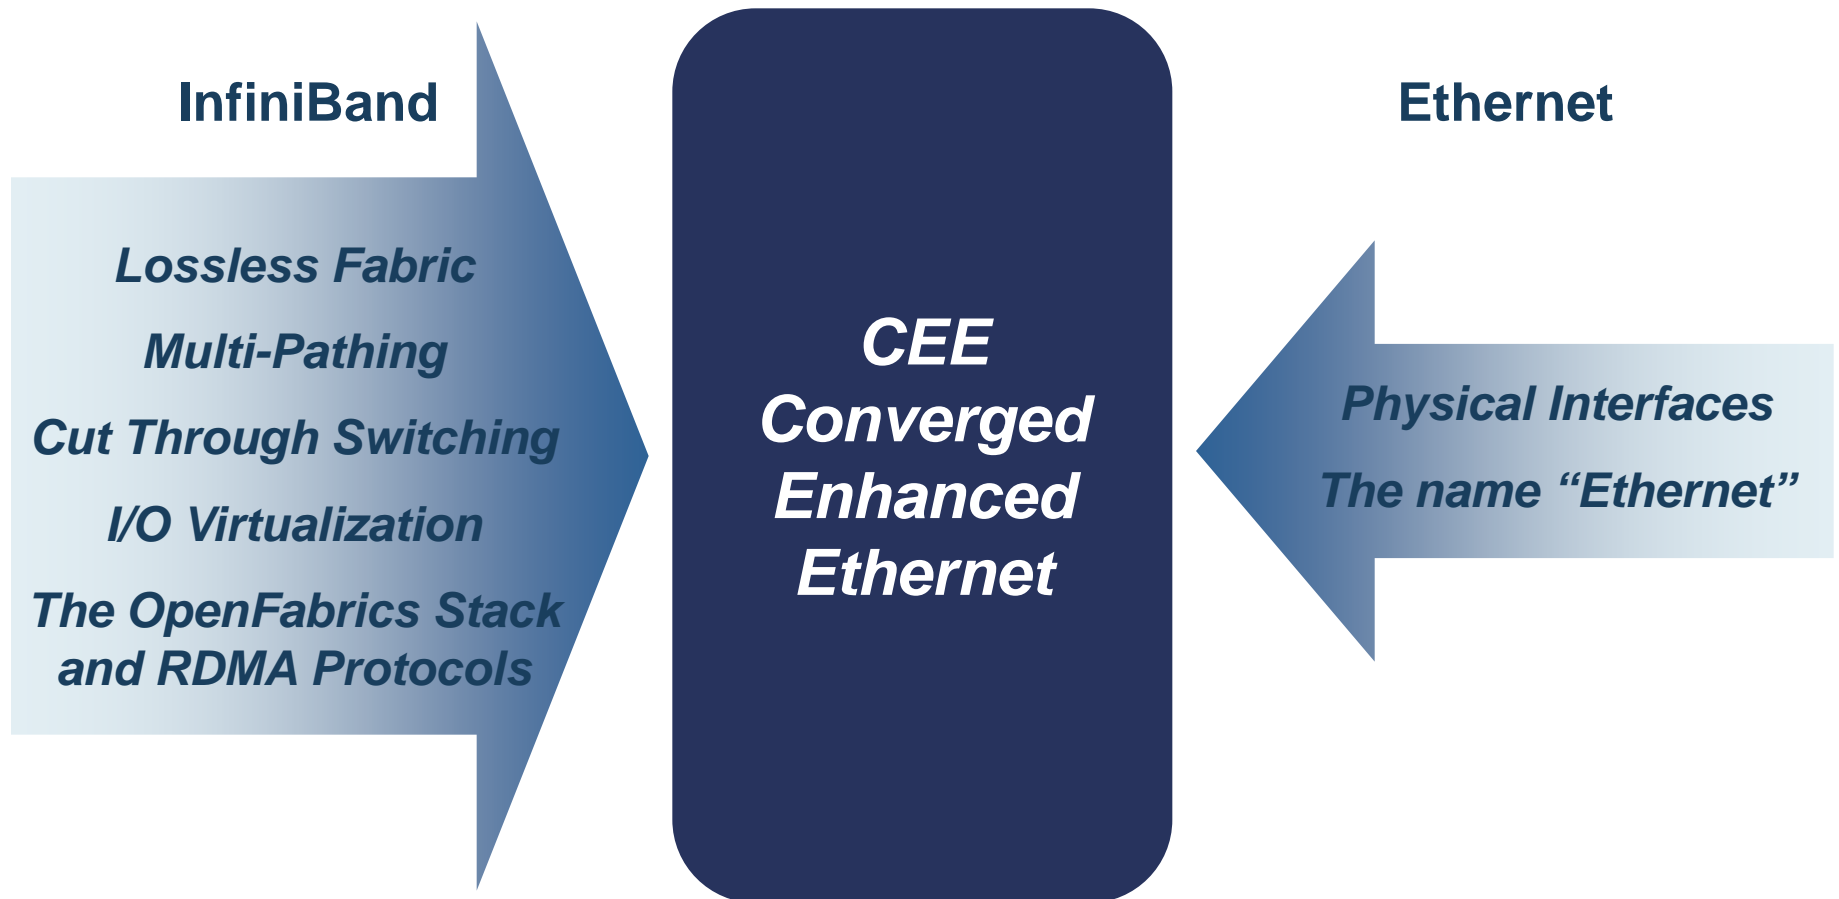 InfiniBand
Lossless Fabric
Multi-Pathing
Cut Through Switching
I/O Virtualization
The OpenFabrics Stack
and RDMA Protocols
CEE
Converged
Enhanced
Ethernet
Ethernet
Physical Interfaces
The name “Ethernet”